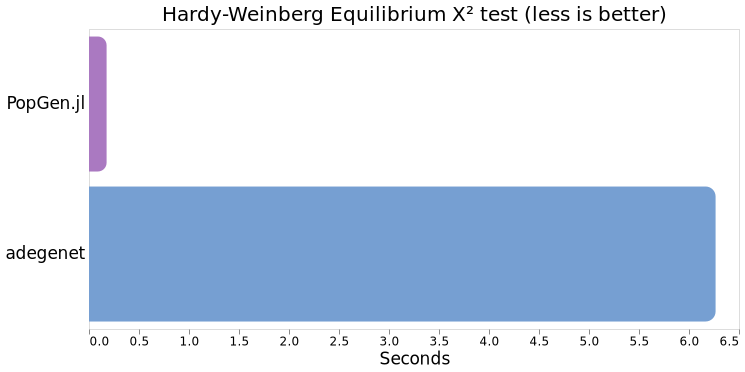 Hardy-Weinberg Equilibrium X² test (less is better)
PopGen.jl
adegenet
0.0 0.5 1.0 1.5 2.0 2.5 3.0 3.5 4.0 4.5 5.0 5.5 6.0 6.5
Seconds